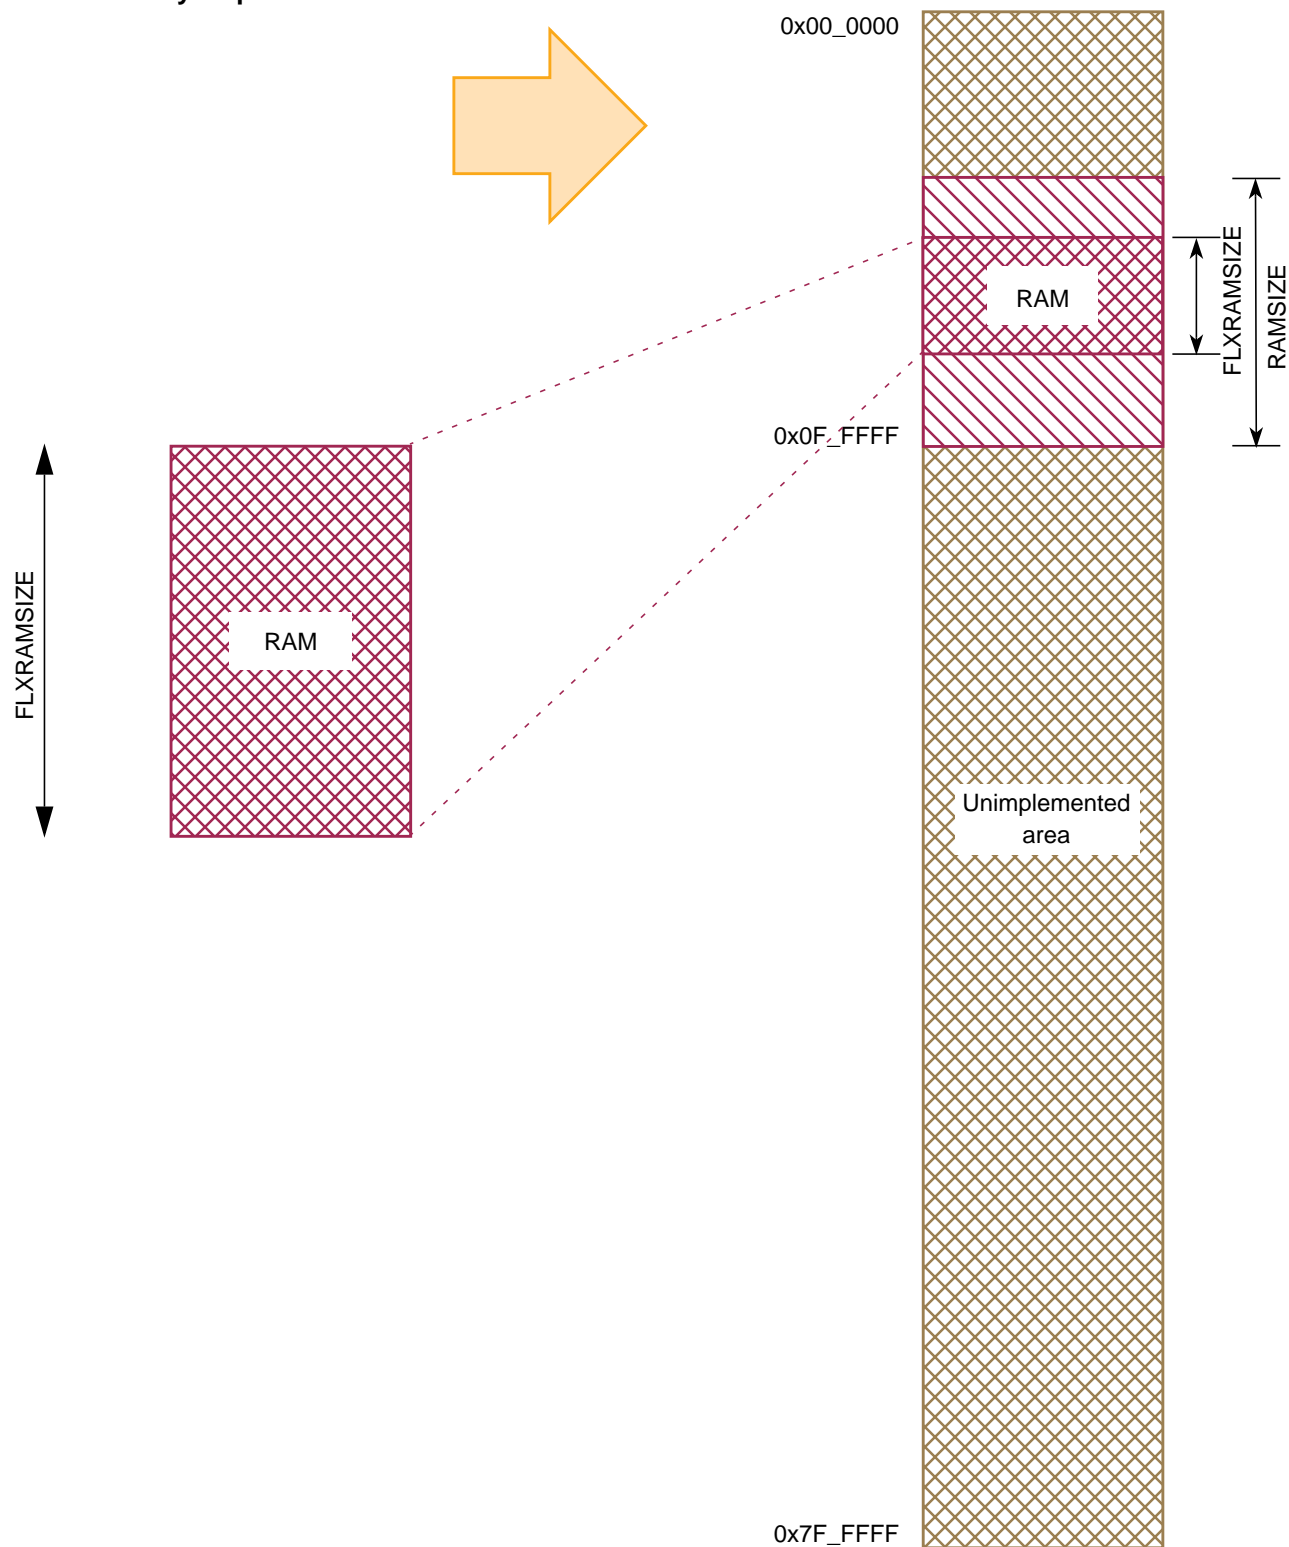 0x00_0000
FLXRAMSIZE
RAMSIZE
RAM
0x0F_FFFF
FLXRAMSIZE
RAM
Unimplemented
area
0x7F_FFFF